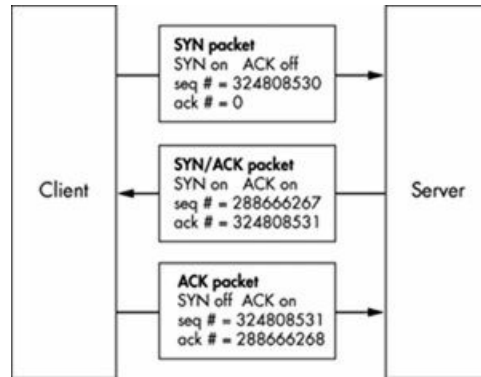 SYN packet
SYN on ACK off
seq # = 324808530
ack # = 0
SYN/ACK packet
SYN on ACK on
seq # = 288666267
ack # = 324808531
Client
Server
ACK packet
SYN off ACK on
seq # = 324808531
ack # = 288666268